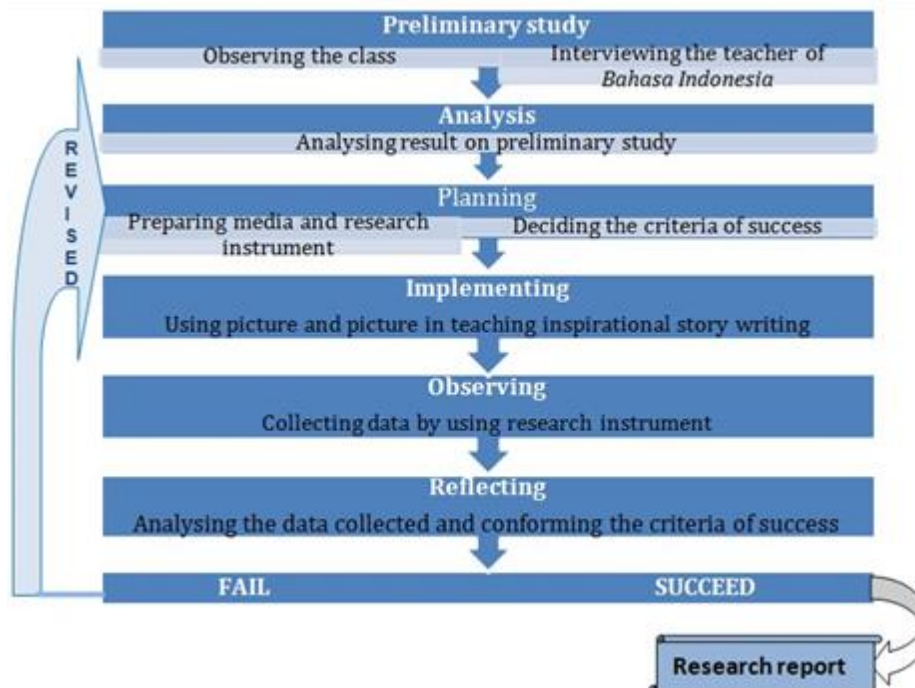 Preliminary study
Observing the class
Interviewing the teacher of
Bahasa Indonesia
Analysis
Analysing result on preliminary study
REVISED
Planning
Preparing media and research
instrument
Deciding the criteria of success
Implementing
Using picture and picture in teaching inspirational story writing
Observing
Collecting data by using research instrument
Reflecting
Analysing the data collected and conforming the criteria of success
FAIL
SUCCEED
Research report